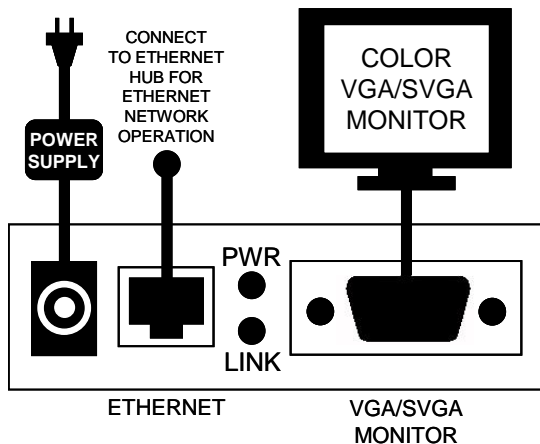 CONNECT
TO ETHERNET
HUB FOR
ETHERNET
NETWORK
OPERATION
COLOR
VGA/SVGA
MONITOR
POWER
SUPPLY
PWR
LINK
ETHERNET
VGA/SVGA
MONITOR